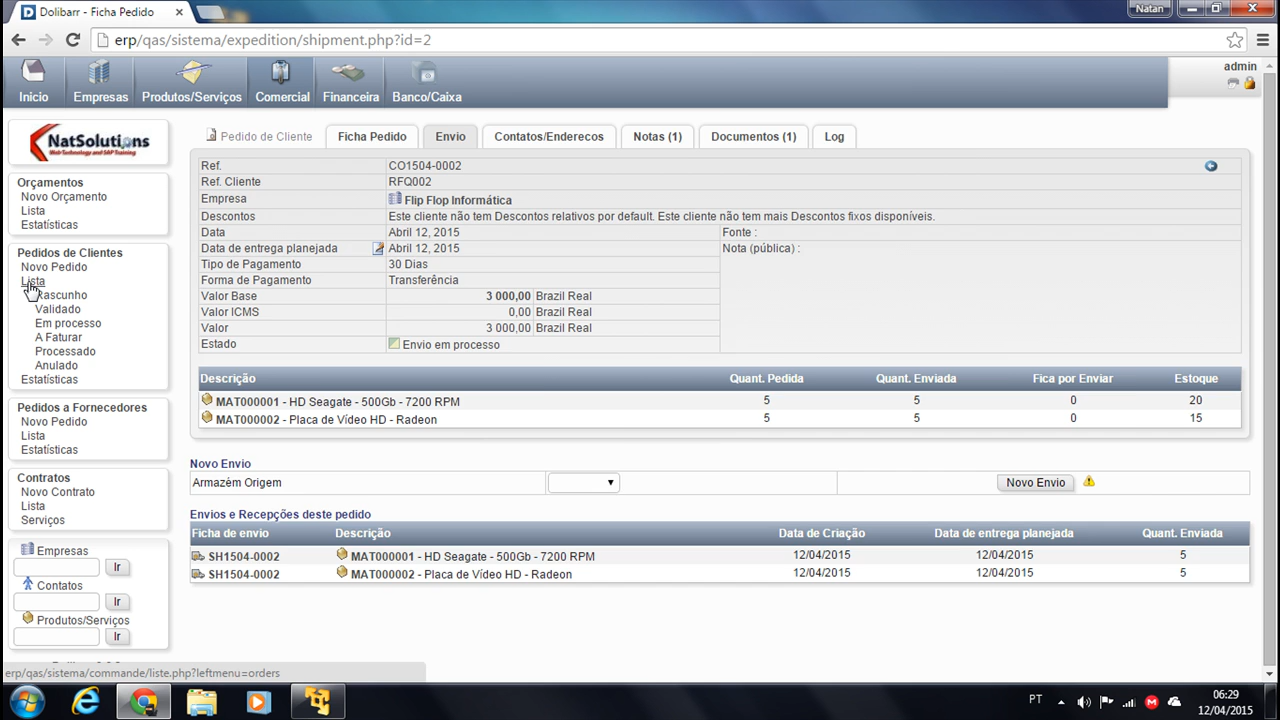 Dolibarr - Ficha Pedido
Natan
erp/qas/sistema/expedition/shipment.php?id=2
Inicio
Empresas
Produtos/Serviços
Comercial
Financeira
Banco/Caixa
admin
NatSolutions
Web Technology and SAP Training
Orçamentos
Novo Orçamento
Lista
Estatísticas
Pedidos de Clientes
Novo Pedido
Lista
Rascunho
Validado
Em processo
A Faturar
Processado
Anulado
Estatísticas
Pedidos a Fornecedores
Novo Pedido
Lista
Estatísticas
Contratos
Novo Contrato
Lista
Serviços
Empresas
Ir
Contatos
Ir
Produtos/Serviços
Ir
Pedido de Cliente
Ficha Pedido
Envio
Contatos/Enderecos
Notas (1)
Documentos (1)
Log
Ref. CO1504-0002
Ref. Cliente RFQ002
Empresa Flip Flop Informática
Descontos Este cliente não tem Descontos relativos por default. Este cliente não tem mais Descontos fixos disponíveis.
Data Abril 12, 2015 Fonte :
Data de entrega planejada Abril 12, 2015 Nota (pública) :
Tipo de Pagamento 30 Dias
Forma de Pagamento Transferência
Valor Base 3 000,00 Brazil Real
Valor ICMS 0,00 Brazil Real
Valor 3 000,00 Brazil Real
Estado Envio em processo
Descrição Quant. Pedida Quant. Enviada Fica por Enviar Estoque
MAT000001 - HD Seagate - 500Gb - 7200 RPM 5 5 0 20
MAT000002 - Placa de Vídeo HD - Radeon 5 5 0 15
Novo Envio
Armazém Origem Novo Envio
Envios e Recepções deste pedido
Ficha de envio Descrição Data de Criação Data de entrega planejada Quant. Enviada
SH1504-0002 MAT000001 - HD Seagate - 500Gb - 7200 RPM 12/04/2015 12/04/2015 5
SH1504-0002 MAT000002 - Placa de Vídeo HD - Radeon 12/04/2015 12/04/2015 5
erp/qas/sistema/commande/liste.php?leftmenu=orders
PT
06:29
12/04/2015